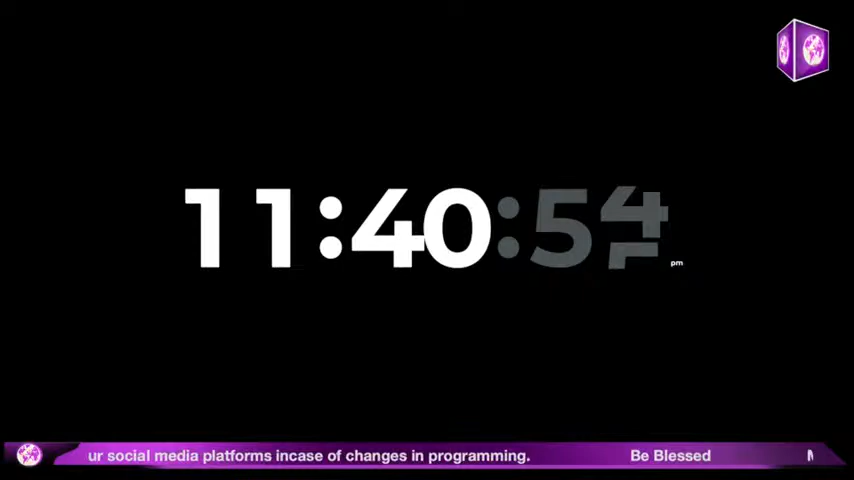 11:40:54
pm
ur social media platforms incase of changes in programming. Be Blessed